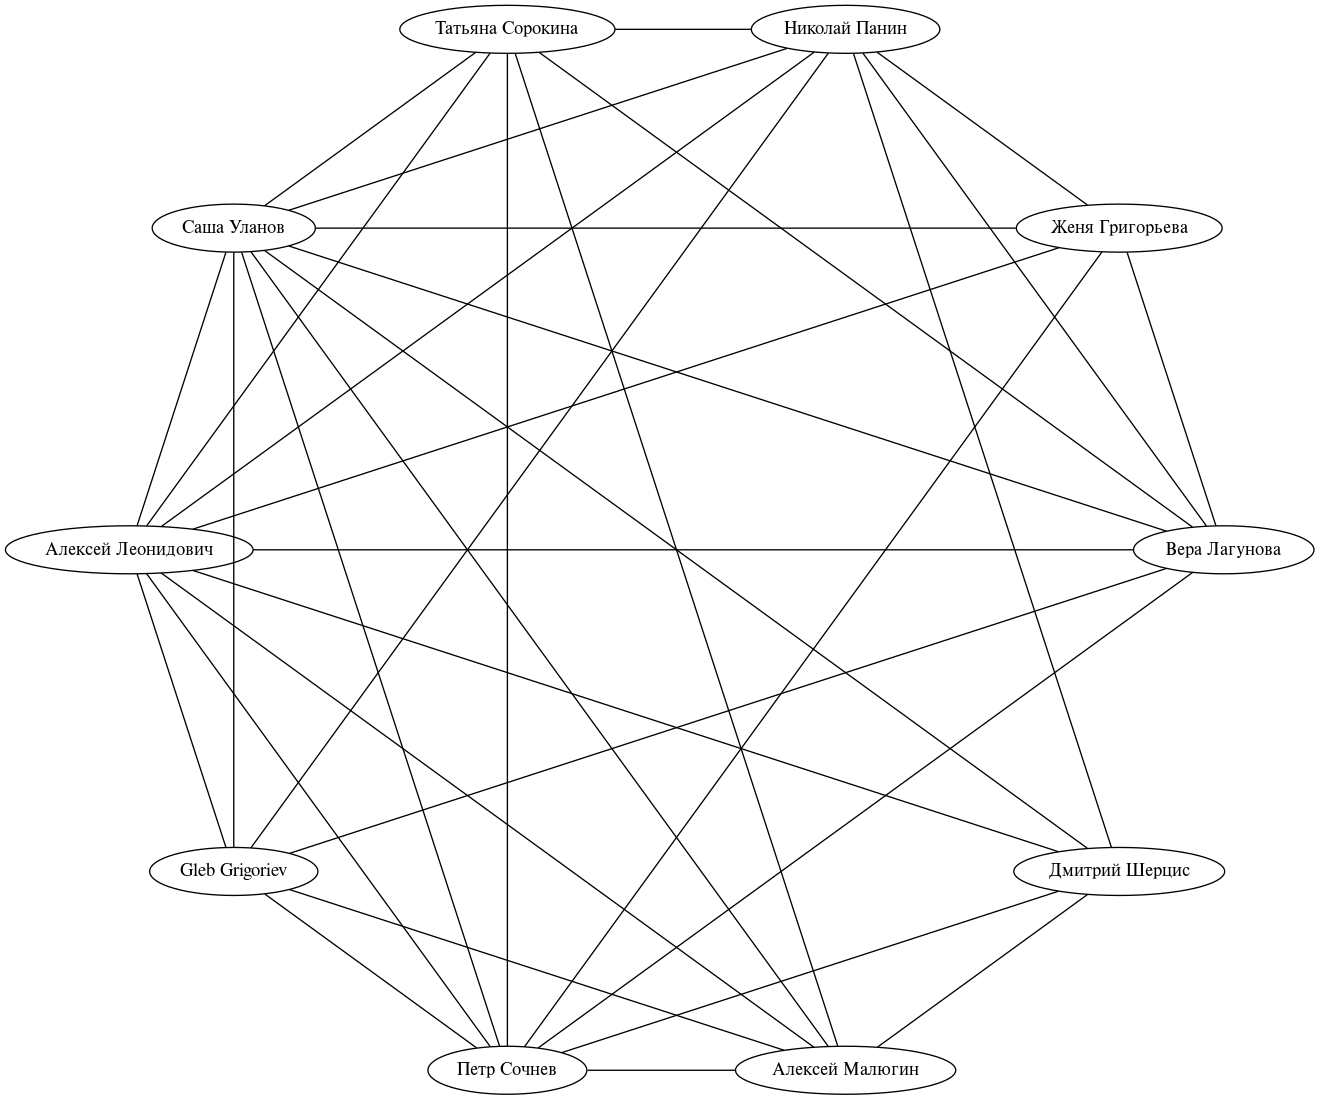 Татьяна Сорокина
Николай Панин
Саша Уланов
Женя Григорьева
Алексей Леонидович
Вера Лагунова
Gleb Grigoriev
Дмитрий Шерцис
Петр Сочнев
Алексей Малюгин